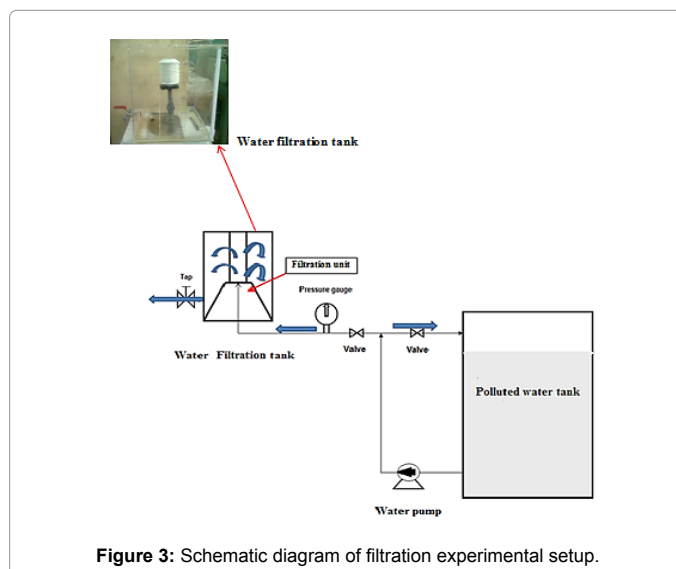 Water filtration tank
Filtration unit
Tap
Pressure gauge
Valve
Valve
Water Filtration tank
Polluted water tank
Water pump
Figure 3: Schematic diagram of filtration experimental setup.